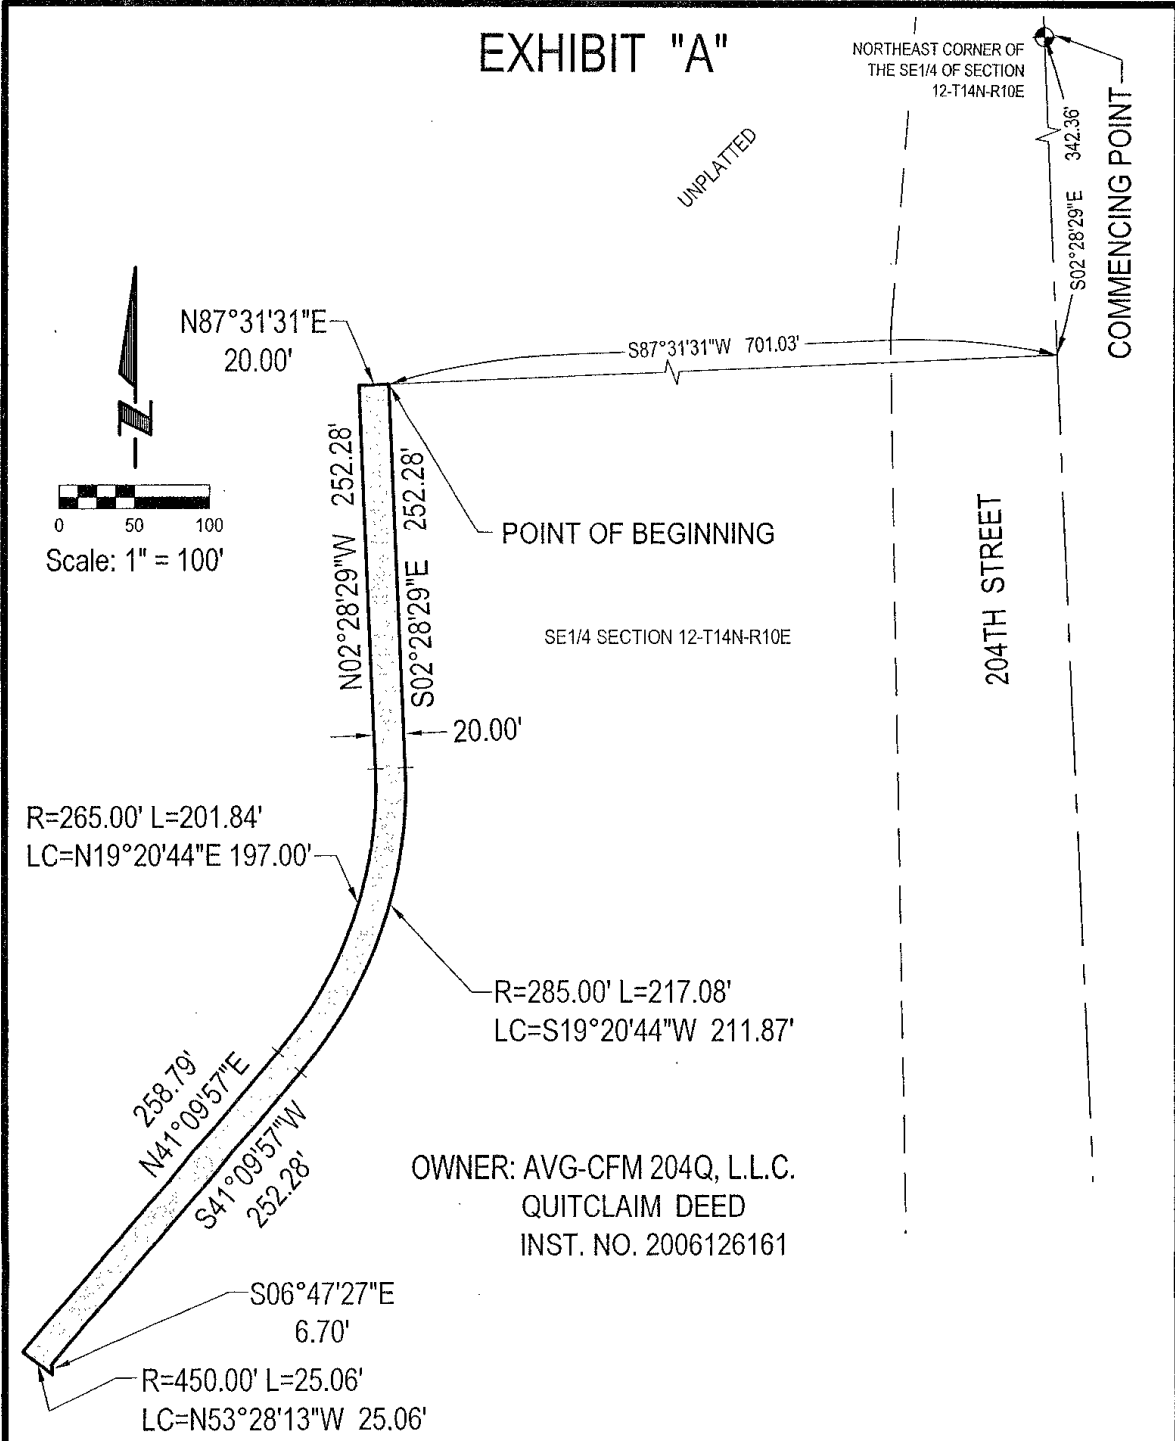 EXHIBIT "A"
NORTHEAST CORNER OF
THE SE1/4 OF SECTION
12-T14N-R10E
COMMENCING POINT
S02°28'29"E 342.36'
UNPLATTED
N87°31'31"E
20.00'
S87°31'31"W 701.03'
N
0 50 100
Scale: 1" = 100'
N02°28'29"W 252.28'
S02°28'29"E 252.28'
POINT OF BEGINNING
SE1/4 SECTION 12-T14N-R10E
204TH STREET
20.00'
R=265.00' L=201.84'
LC=N19°20'44"E 197.00'
R=285.00' L=217.08'
LC=S19°20'44"W 211.87'
258.79'
N41°09'57"E
S41°09'57"W
252.28'
OWNER: AVG-CFM 204Q, L.L.C.
QUITCLAIM DEED
INST. NO. 2006126161
S06°47'27"E
6.70'
R=450.00' L=25.06'
LC=N53°28'13"W 25.06'